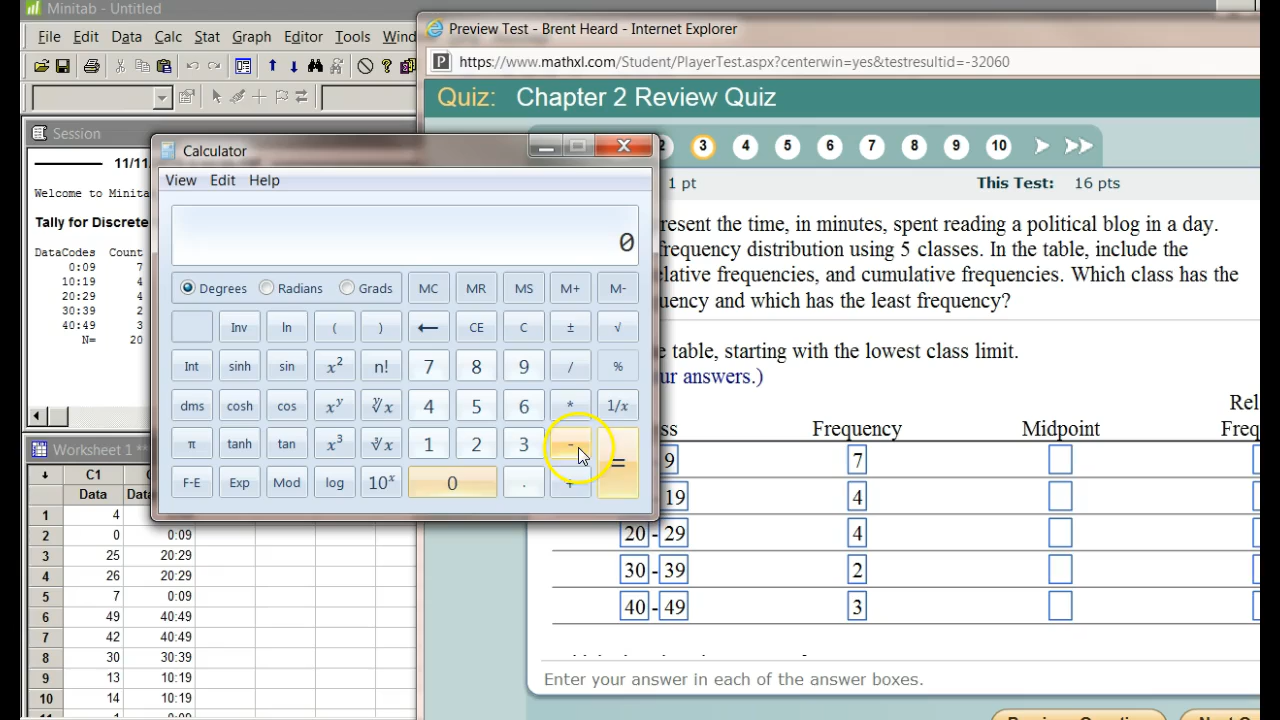 Minitab - Untitled
File Edit Data Calc Stat Graph Editor Tools
Session
11/11
Welcome to Minita
Tally for Discrete
DataCodes Count
0:09 7
10:19 4
20:29 4
30:39 2
40:49 3
N= 20
Worksheet 1 **
C1
Data
1 4
2 0 0:09
3 25 20:29
4 26 20:29
5 7 0:09
6 49 40:49
7 42 40:49
8 30 30:39
9 13 10:19
10 14 10:19
Calculator
View Edit Help
0
Degrees Radians Grads MC MR MS M+ M-
Inv ln ( ) ← CE C ± √
Int sinh sin x² n! 7 8 9 / %
dms cosh cos xʸ ʸ√x 4 5 6 * 1/x
π tanh tan x³ ³√x 1 2 3 - =
F-E Exp Mod log 10ˣ 0 . +
Preview Test - Brent Heard - Internet Explorer
P https://www.mathxl.com/Student/PlayerTest.aspx?centerwin=yes&testresultid=-32060
Quiz: Chapter 2 Review Quiz
2 3 4 5 6 7 8 9 10
1 pt This Test: 16 pts
resent the time, in minutes, spent reading a political blog in a day.
frequency distribution using 5 classes. In the table, include the
lative frequencies, and cumulative frequencies. Which class has the
uency and which has the least frequency?
e table, starting with the lowest class limit.
ur answers.)
Rel
ss Frequency Midpoint Freq
9 7
19 4
20 - 29 4
30 - 39 2
40 - 49 3
Enter your answer in each of the answer boxes.
Previous Question